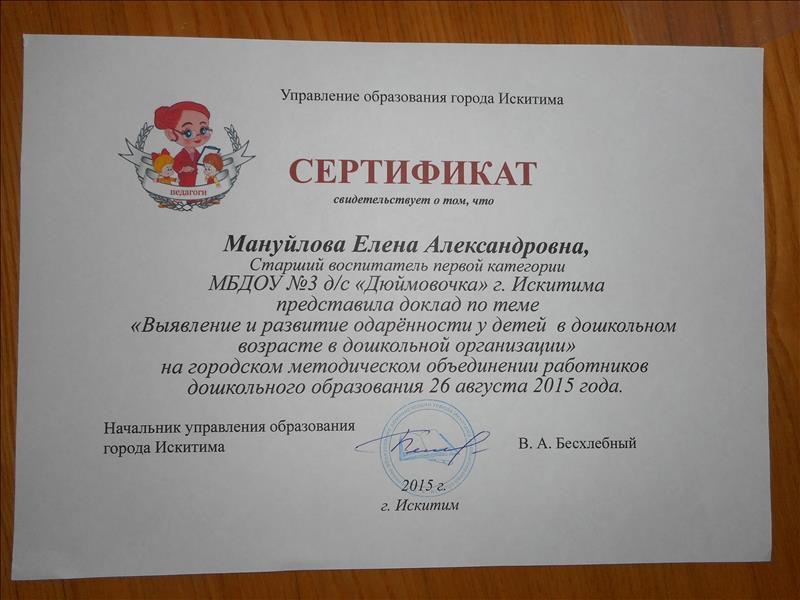 Управление образования города Искитима
педагоги
СЕРТИФИКАТ
свидетельствует о том, что
Мануйлова Елена Александровна,
Старший воспитатель первой категории
МБДОУ №3 д/с «Дюймовочка» г. Искитима
представила доклад по теме
«Выявление и развитие одарённости у детей в дошкольном
возрасте в дошкольной организации»
на городском методическом объединении работников
дошкольного образования 26 августа 2015 года.
Начальник управления образования
города Искитима
В. А. Бесхлебный
2015 г.
г. Искитим